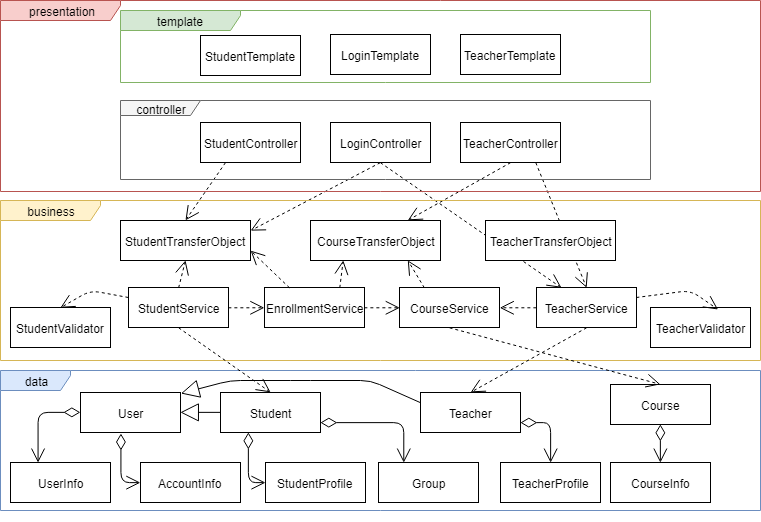 presentation
template
StudentTemplate
LoginTemplate
TeacherTemplate
controller
StudentController
LoginController
TeacherController
business
StudentTransferObject
CourseTransferObject
TeacherTransferObject
StudentService
EnrollmentService
CourseService
TeacherService
StudentValidator
TeacherValidator
data
User
Student
Teacher
Course
UserInfo
AccountInfo
StudentProfile
Group
TeacherProfile
CourseInfo